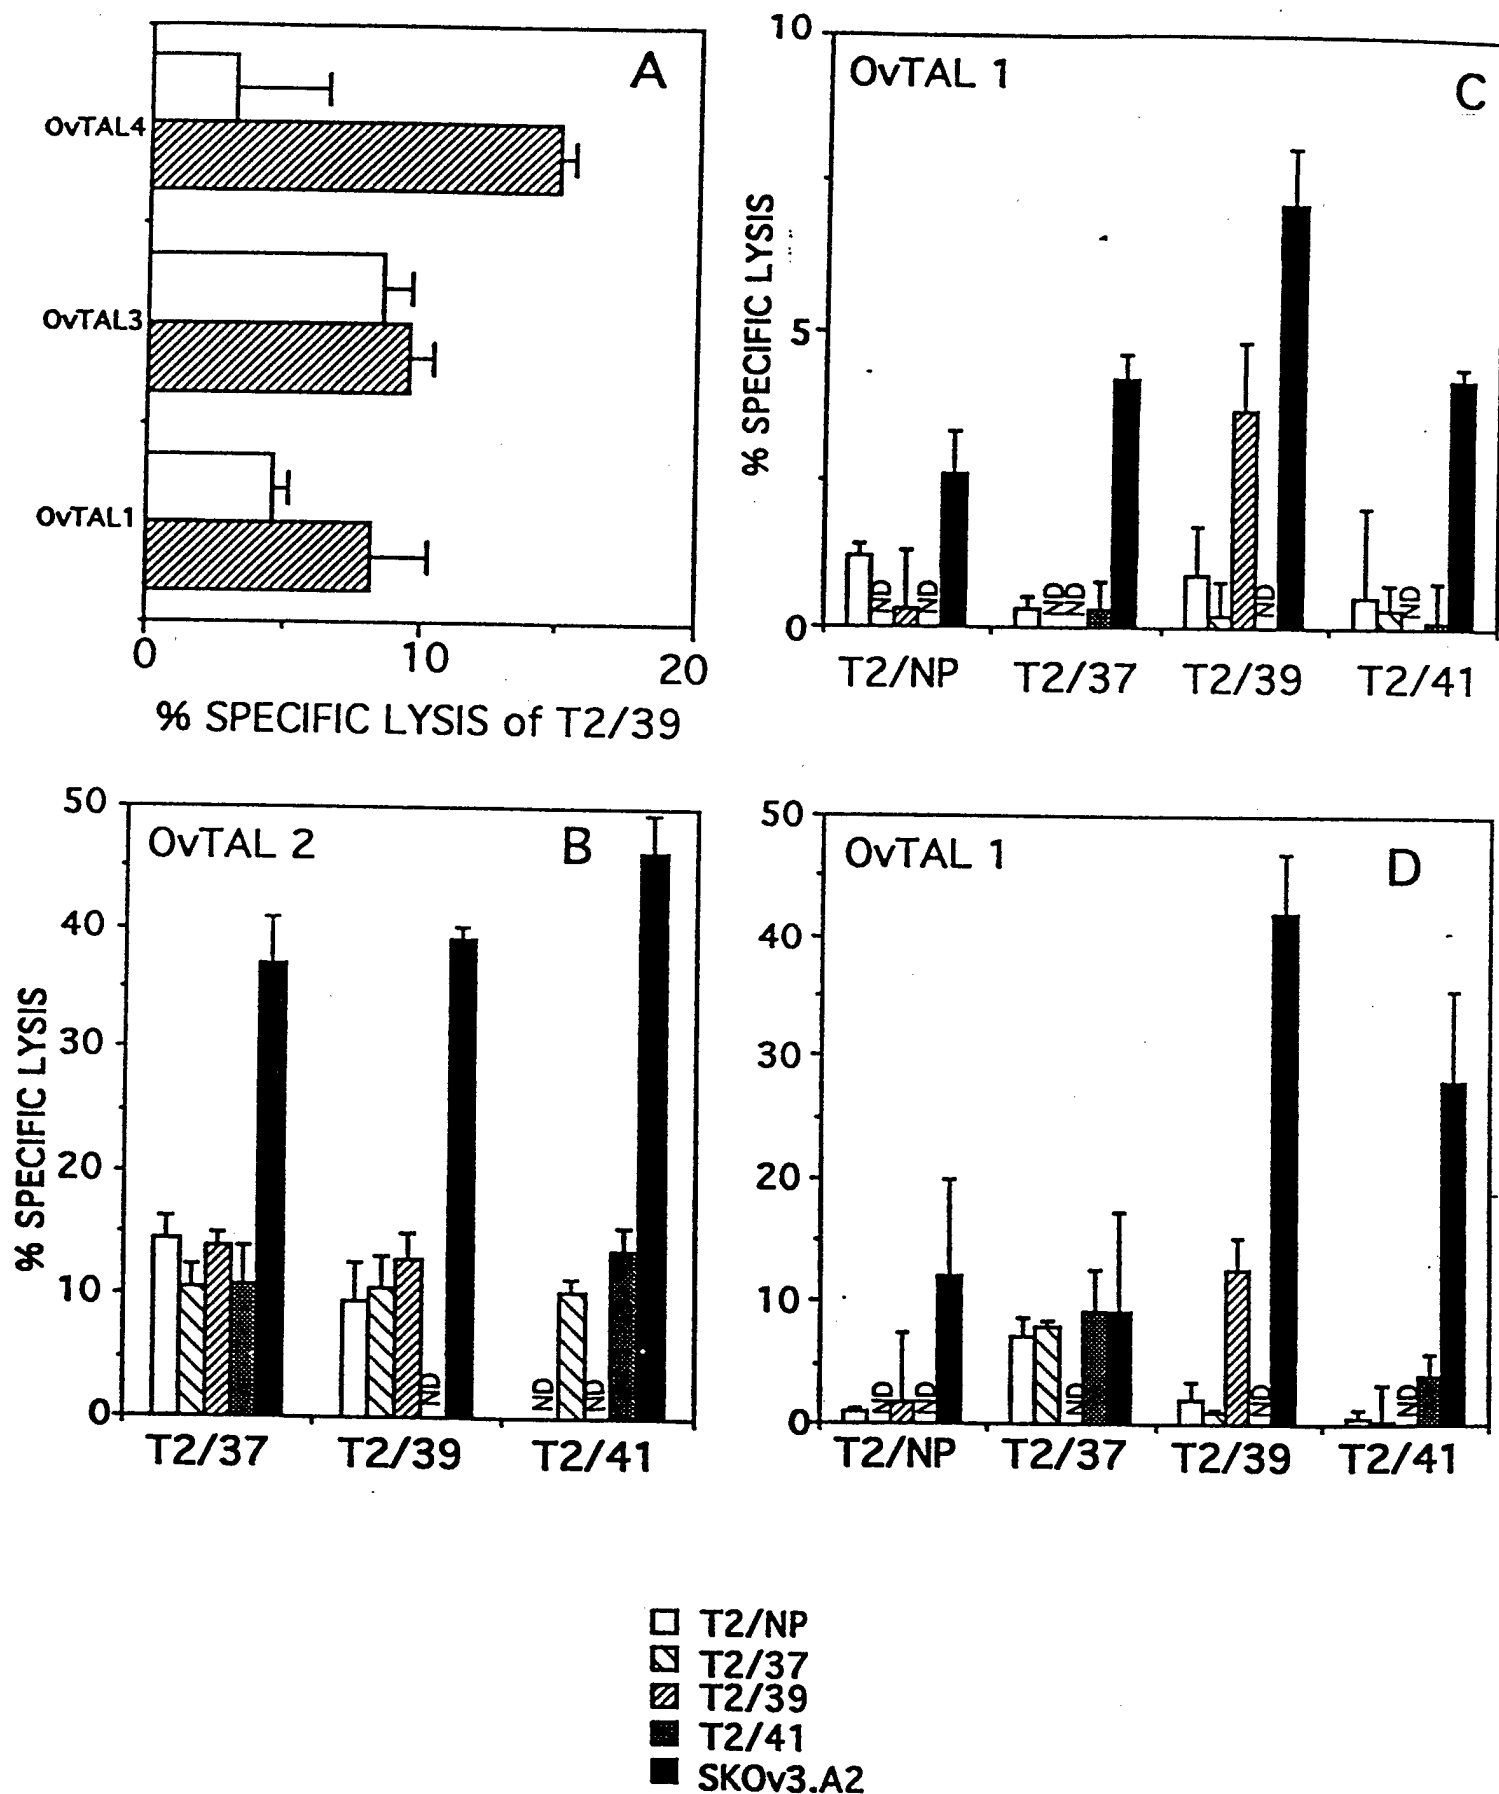 A
OvTAL4
OvTAL3
OvTAL1
0
10
20
% SPECIFIC LYSIS of T2/39
10
OvTAL 1
C
% SPECIFIC LYSIS
5
ND
ND
ND
ND
ND
ND
0
T2/NP
T2/37
T2/39
T2/41
50
OvTAL 2
B
40
% SPECIFIC LYSIS
30
20
10
ND
ND
ND
0
T2/37
T2/39
T2/41
50
OvTAL 1
D
40
30
20
10
ND
ND
ND
ND
ND
0
T2/NP
T2/37
T2/39
T2/41
T2/NP
T2/37
T2/39
T2/41
SKOv3.A2